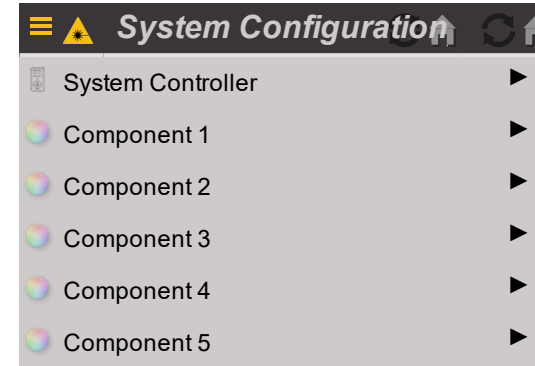 System Configuration
System Controller
Component 1
Component 2
Component 3
Component 4
Component 5